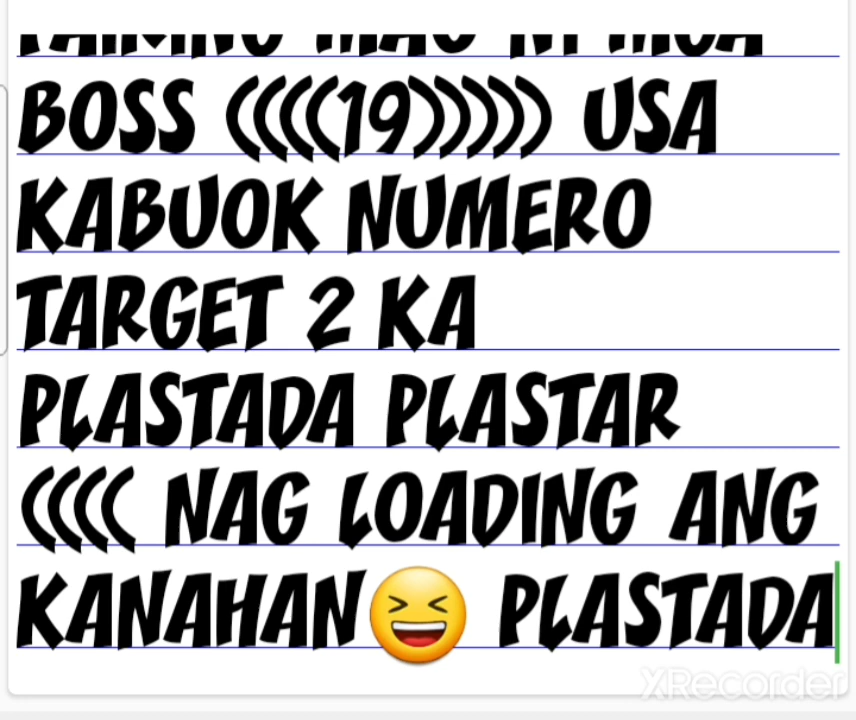 BOSS ((((19))))) USA
KABUOK NUMERO
TARGET 2 KA
PLASTADA PLASTAR
(((( NAG LOADING ANG
KANAHAN😆 PLASTADA
XRecorder